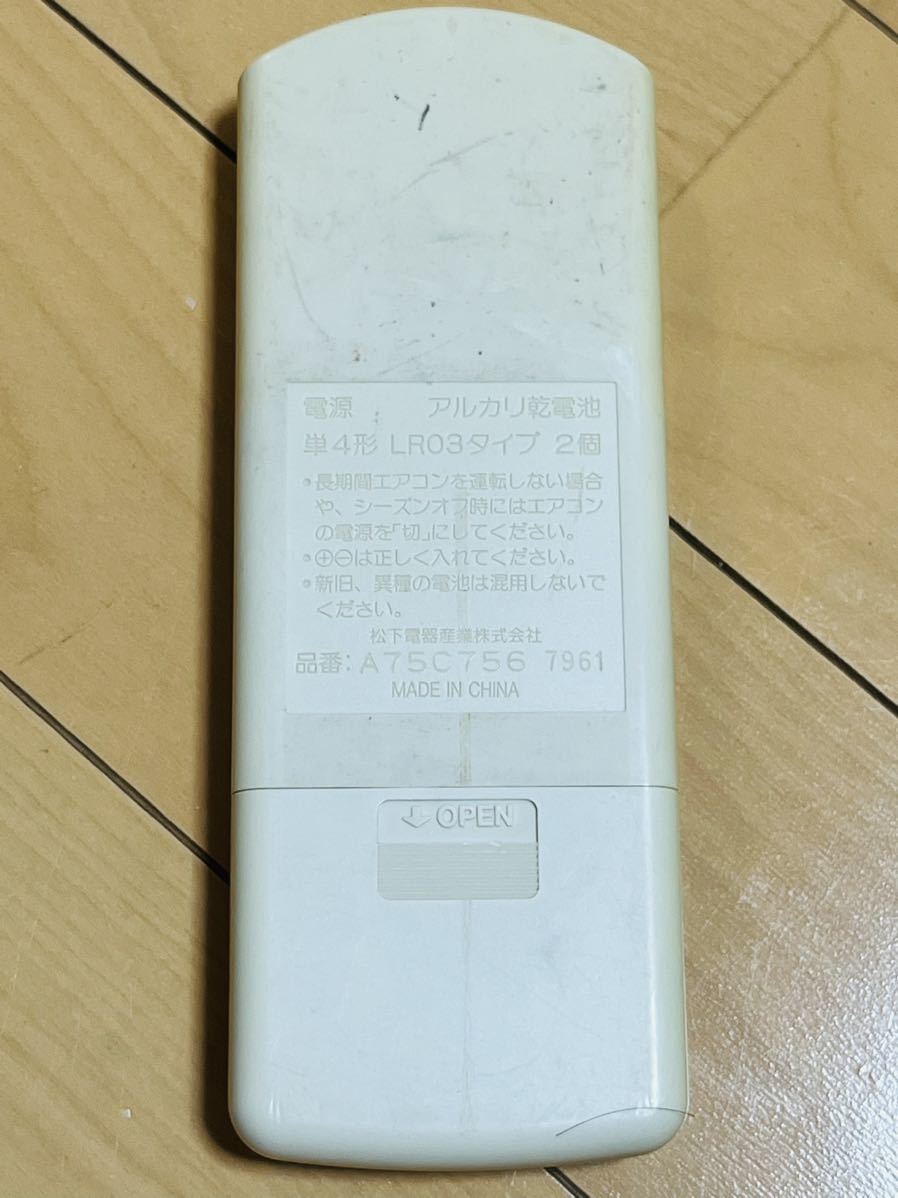 電源　アルカリ乾電池
単4形 LR03タイプ 2個
•長期間エアコンを運転しない場合
や、シーズンオフ時にはエアコン
の電源を「切」にしてください。
•⊕⊖は正しく入れてください。
•新旧、異種の電池は混用しないで
ください。
松下電器産業株式会社
品番: A75C756 7961
MADE IN CHINA
↓ OPEN